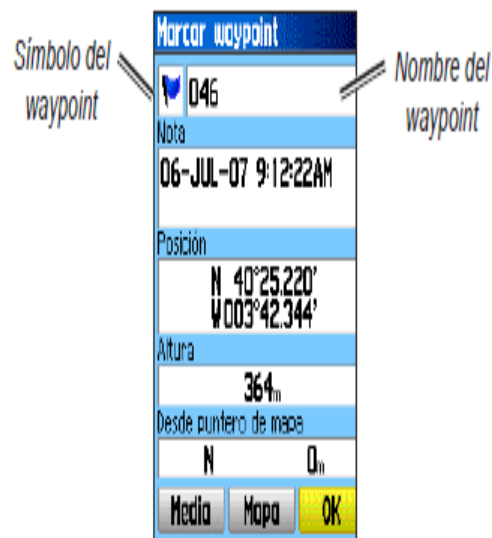 Marcar waypoint
Símbolo del
waypoint
Nombre del
waypoint
046
Nota
06-JUL-07 9:12:22AM
Posición
N 40°25.220'
W003°42.344'
Altura
364m
Desde puntero de mapa
N 0m
Media Mapa OK